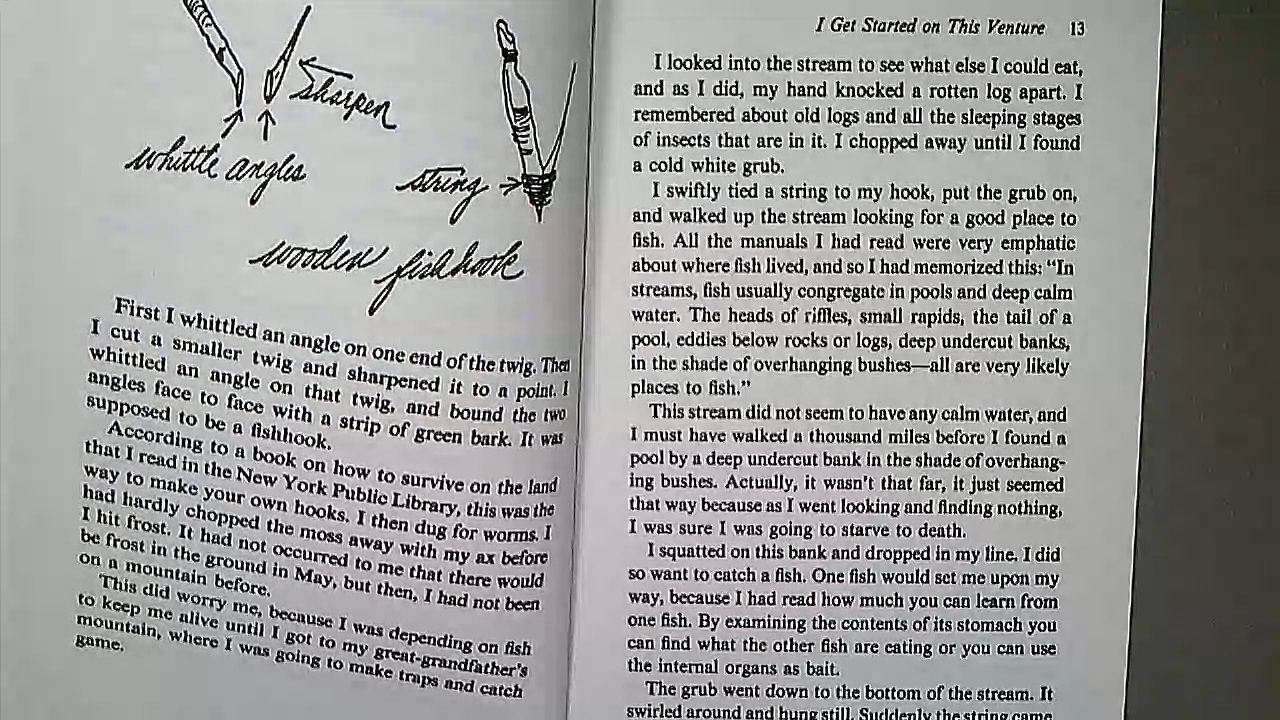 sharpen
whittle angles
string
wooden fishhook
First I whittled an angle on one end of the twig. Then
I cut a smaller twig and sharpened it to a point. I
whittled an angle on that twig, and bound the two
angles face to face with a strip of green bark. It was
supposed to be a fishhook.
According to a book on how to survive on the land
that I read in the New York Public Library, this was the
way to make your own hooks. I then dug for worms. I
had hardly chopped the moss away with my ax before
I hit frost. It had not occurred to me that there would
be frost in the ground in May, but then, I had not been
on a mountain before.
This did worry me, because I was depending on fish
to keep me alive until I got to my great-grandfather's
mountain, where I was going to make traps and catch
game.
I Get Started on This Venture 13
I looked into the stream to see what else I could eat,
and as I did, my hand knocked a rotten log apart. I
remembered about old logs and all the sleeping stages
of insects that are in it. I chopped away until I found
a cold white grub.
I swiftly tied a string to my hook, put the grub on,
and walked up the stream looking for a good place to
fish. All the manuals I had read were very emphatic
about where fish lived, and so I had memorized this: "In
streams, fish usually congregate in pools and deep calm
water. The heads of riffles, small rapids, the tail of a
pool, eddies below rocks or logs, deep undercut banks,
in the shade of overhanging bushes—all are very likely
places to fish."
This stream did not seem to have any calm water, and
I must have walked a thousand miles before I found a
pool by a deep undercut bank in the shade of overhang-
ing bushes. Actually, it wasn't that far, it just seemed
that way because as I went looking and finding nothing,
I was sure I was going to starve to death.
I squatted on this bank and dropped in my line. I did
so want to catch a fish. One fish would set me upon my
way, because I had read how much you can learn from
one fish. By examining the contents of its stomach you
can find what the other fish are eating or you can use
the internal organs as bait.
The grub went down to the bottom of the stream. It
swirled around and hung still. Suddenly the string came